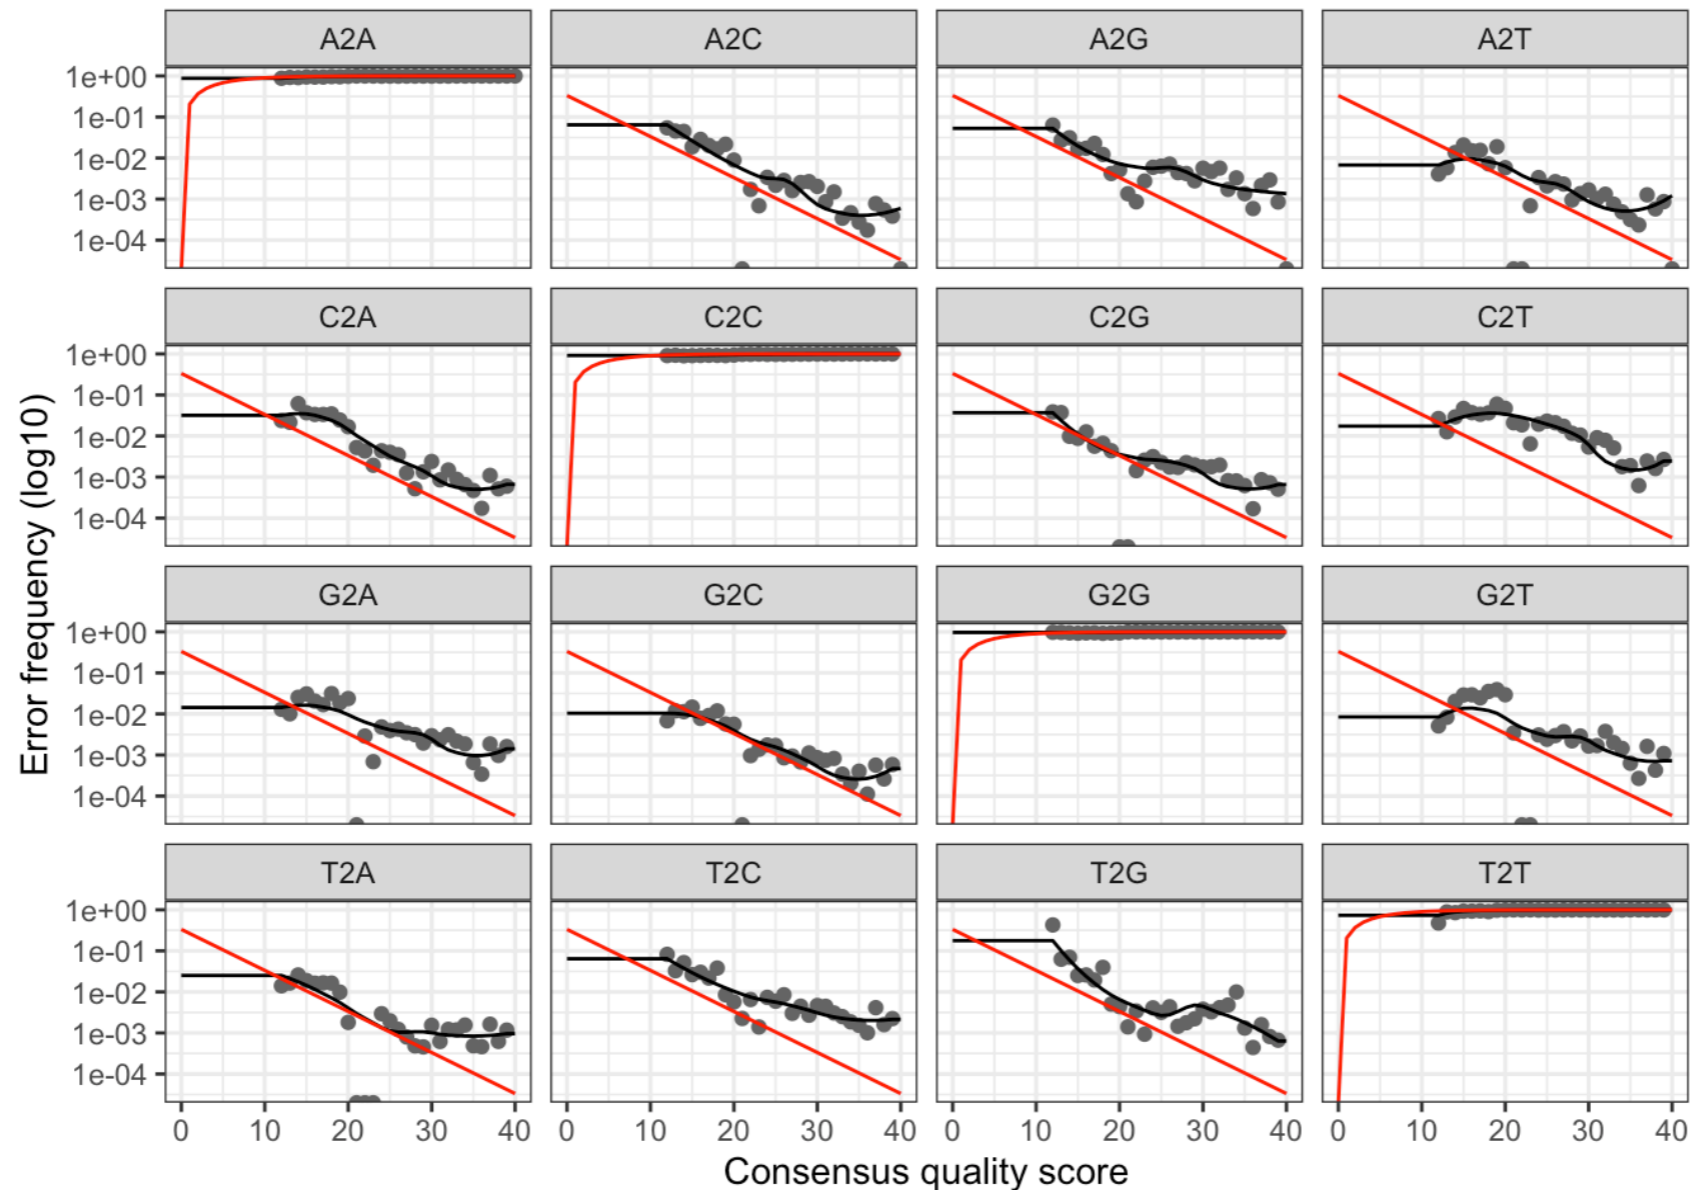 A2A A2C A2G A2T
1e+00
1e-01
1e-02
1e-03
1e-04
C2A C2C C2G C2T
1e+00
1e-01
1e-02
1e-03
1e-04
G2A G2C G2G G2T
1e+00
1e-01
1e-02
1e-03
1e-04
T2A T2C T2G T2T
1e+00
1e-01
1e-02
1e-03
1e-04
0 10 20 30 40 0 10 20 30 40 0 10 20 30 40 0 10 20 30 40
Consensus quality score
Error frequency (log10)